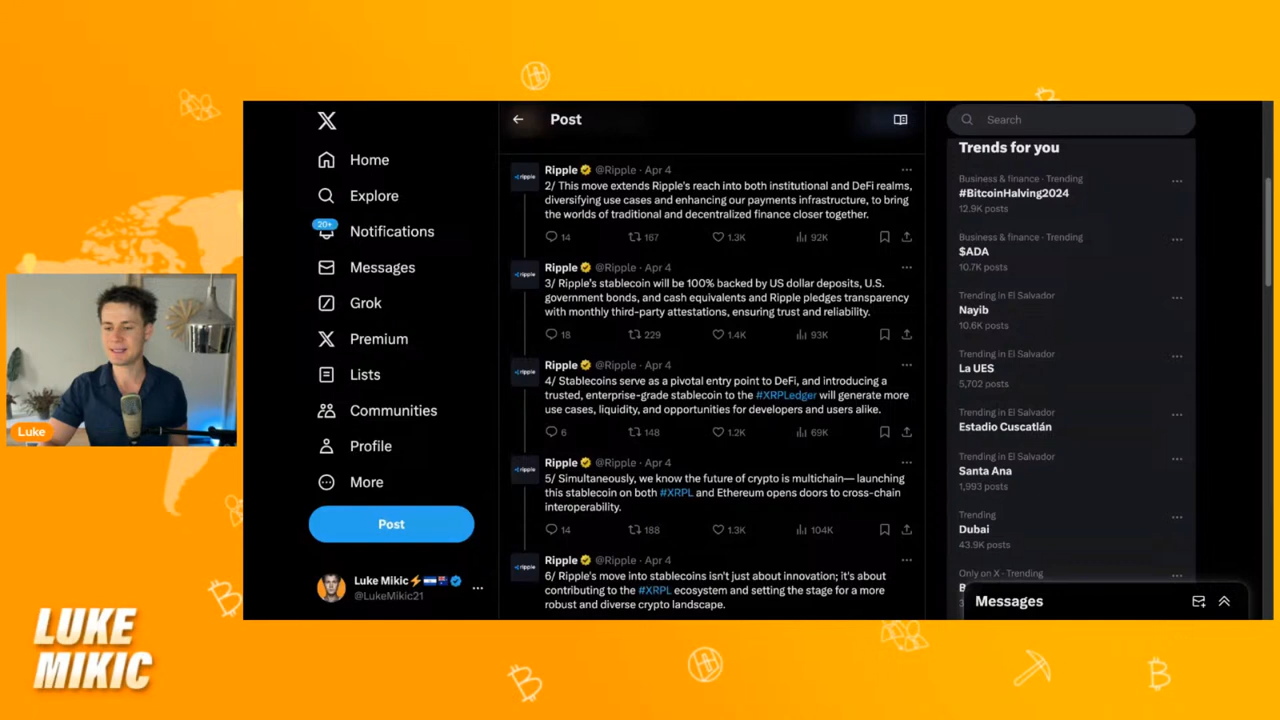 Luke
LUKE
MIKIC
Home
Explore
20+
Notifications
Messages
Grok
Premium
Lists
Communities
Profile
More
Post
Luke Mikic
@LukeMikic21
Post
Ripple @Ripple · Apr 4
2/ This move extends Ripple's reach into both institutional and DeFi realms,
diversifying use cases and enhancing our payments infrastructure, to bring
the worlds of traditional and decentralized finance closer together.
14 167 1.3K 92K
Ripple @Ripple · Apr 4
3/ Ripple's stablecoin will be 100% backed by US dollar deposits, U.S.
government bonds, and cash equivalents and Ripple pledges transparency
with monthly third-party attestations, ensuring trust and reliability.
18 229 1.4K 93K
Ripple @Ripple · Apr 4
4/ Stablecoins serve as a pivotal entry point to DeFi, and introducing a
trusted, enterprise-grade stablecoin to the #XRPLedger will generate more
use cases, liquidity, and opportunities for developers and users alike.
6 148 1.2K 69K
Ripple @Ripple · Apr 4
5/ Simultaneously, we know the future of crypto is multichain— launching
this stablecoin on both #XRPL and Ethereum opens doors to cross-chain
interoperability.
14 188 1.3K 104K
Ripple @Ripple · Apr 4
6/ Ripple's move into stablecoins isn't just about innovation; it's about
contributing to the #XRPL ecosystem and setting the stage for a more
robust and diverse crypto landscape.
Search
Trends for you
Business & finance · Trending
#BitcoinHalving2024
12.9K posts
Business & finance · Trending
$ADA
10.7K posts
Trending in El Salvador
Nayib
10.6K posts
Trending in El Salvador
La UES
5,702 posts
Trending in El Salvador
Estadio Cuscatlán
Trending in El Salvador
Santa Ana
1,993 posts
Trending
Dubai
43.9K posts
Only on X · Trending
Messages